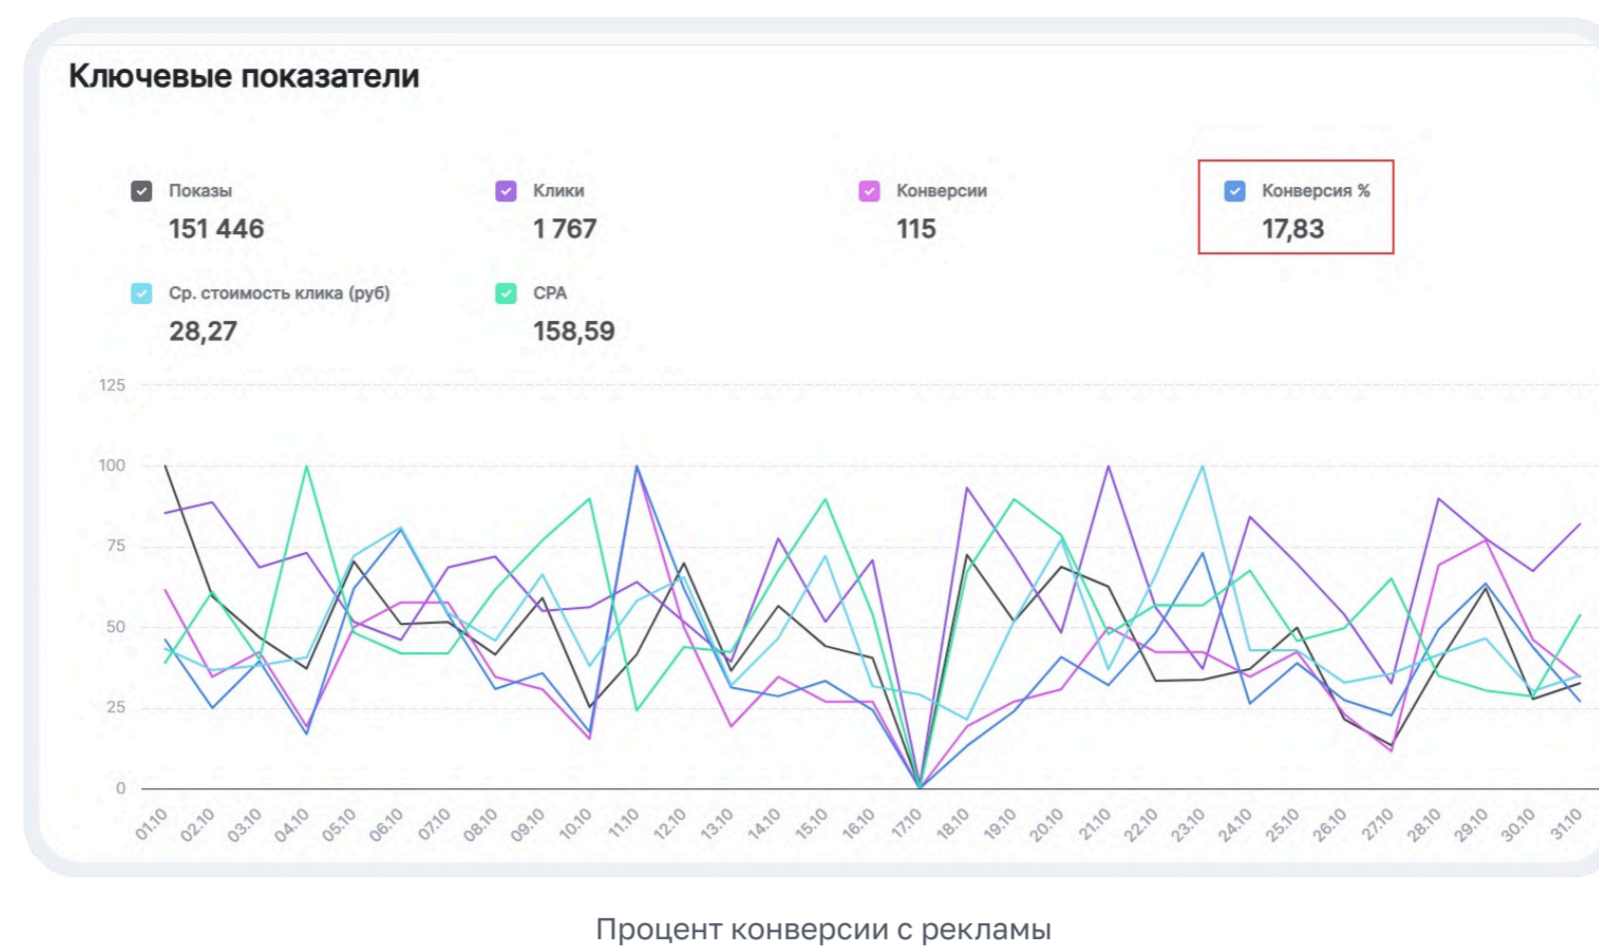 Ключевые показатели
Показы Клики Конверсии Конверсия %
151 446 1 767 115 17,83
Ср. стоимость клика (руб) CPA
28,27 158,59
125
100
75
50
25
0
01.10 02.10 03.10 04.10 05.10 06.10 07.10 08.10 09.10 10.10 11.10 12.10 13.10 14.10 15.10 16.10 17.10 18.10 19.10 20.10 21.10 22.10 23.10 24.10 25.10 26.10 27.10 28.10 29.10 30.10 31.10
Процент конверсии с рекламы